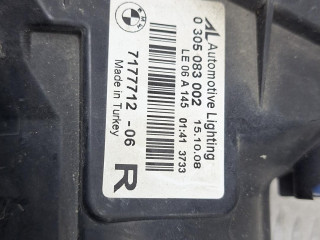 BMW
7177712 - 06
Made in Turkey
R
AL Automotive Lighting
0 305 083 002 15.10.08
LE 06 A 145 01:41 3733